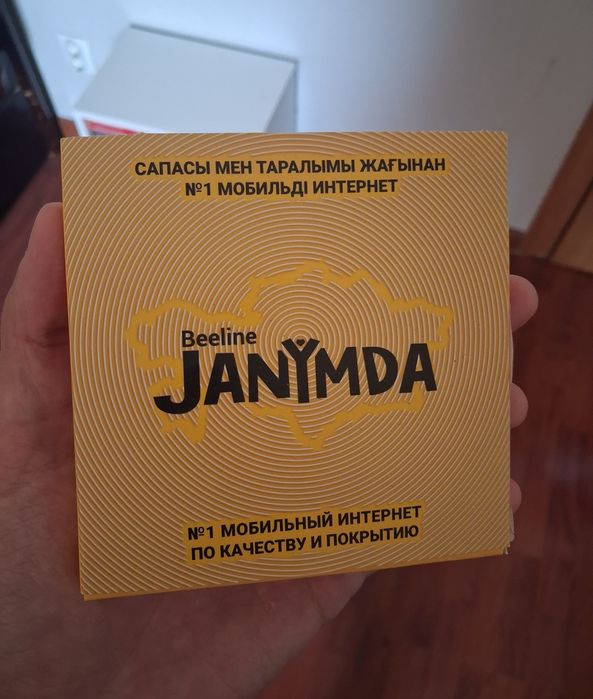 САПАСЫ МЕН ТАРАЛЫМЫ ЖАҒЫНАН
№1 МОБИЛЬДІ ИНТЕРНЕТ
Beeline
JANYMDA
№1 МОБИЛЬНЫЙ ИНТЕРНЕТ
ПО КАЧЕСТВУ И ПОКРЫТИЮ